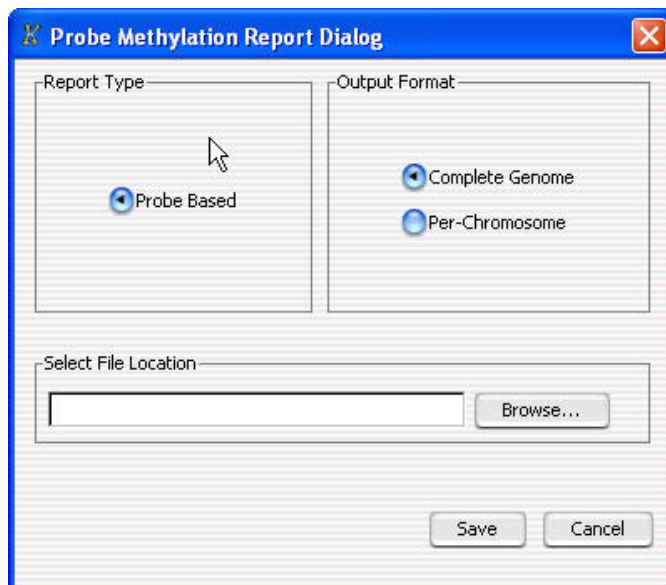 Probe Methylation Report Dialog
Report Type
Probe Based
Output Format
Complete Genome
Per-Chromosome
Select File Location
Browse...
Save
Cancel